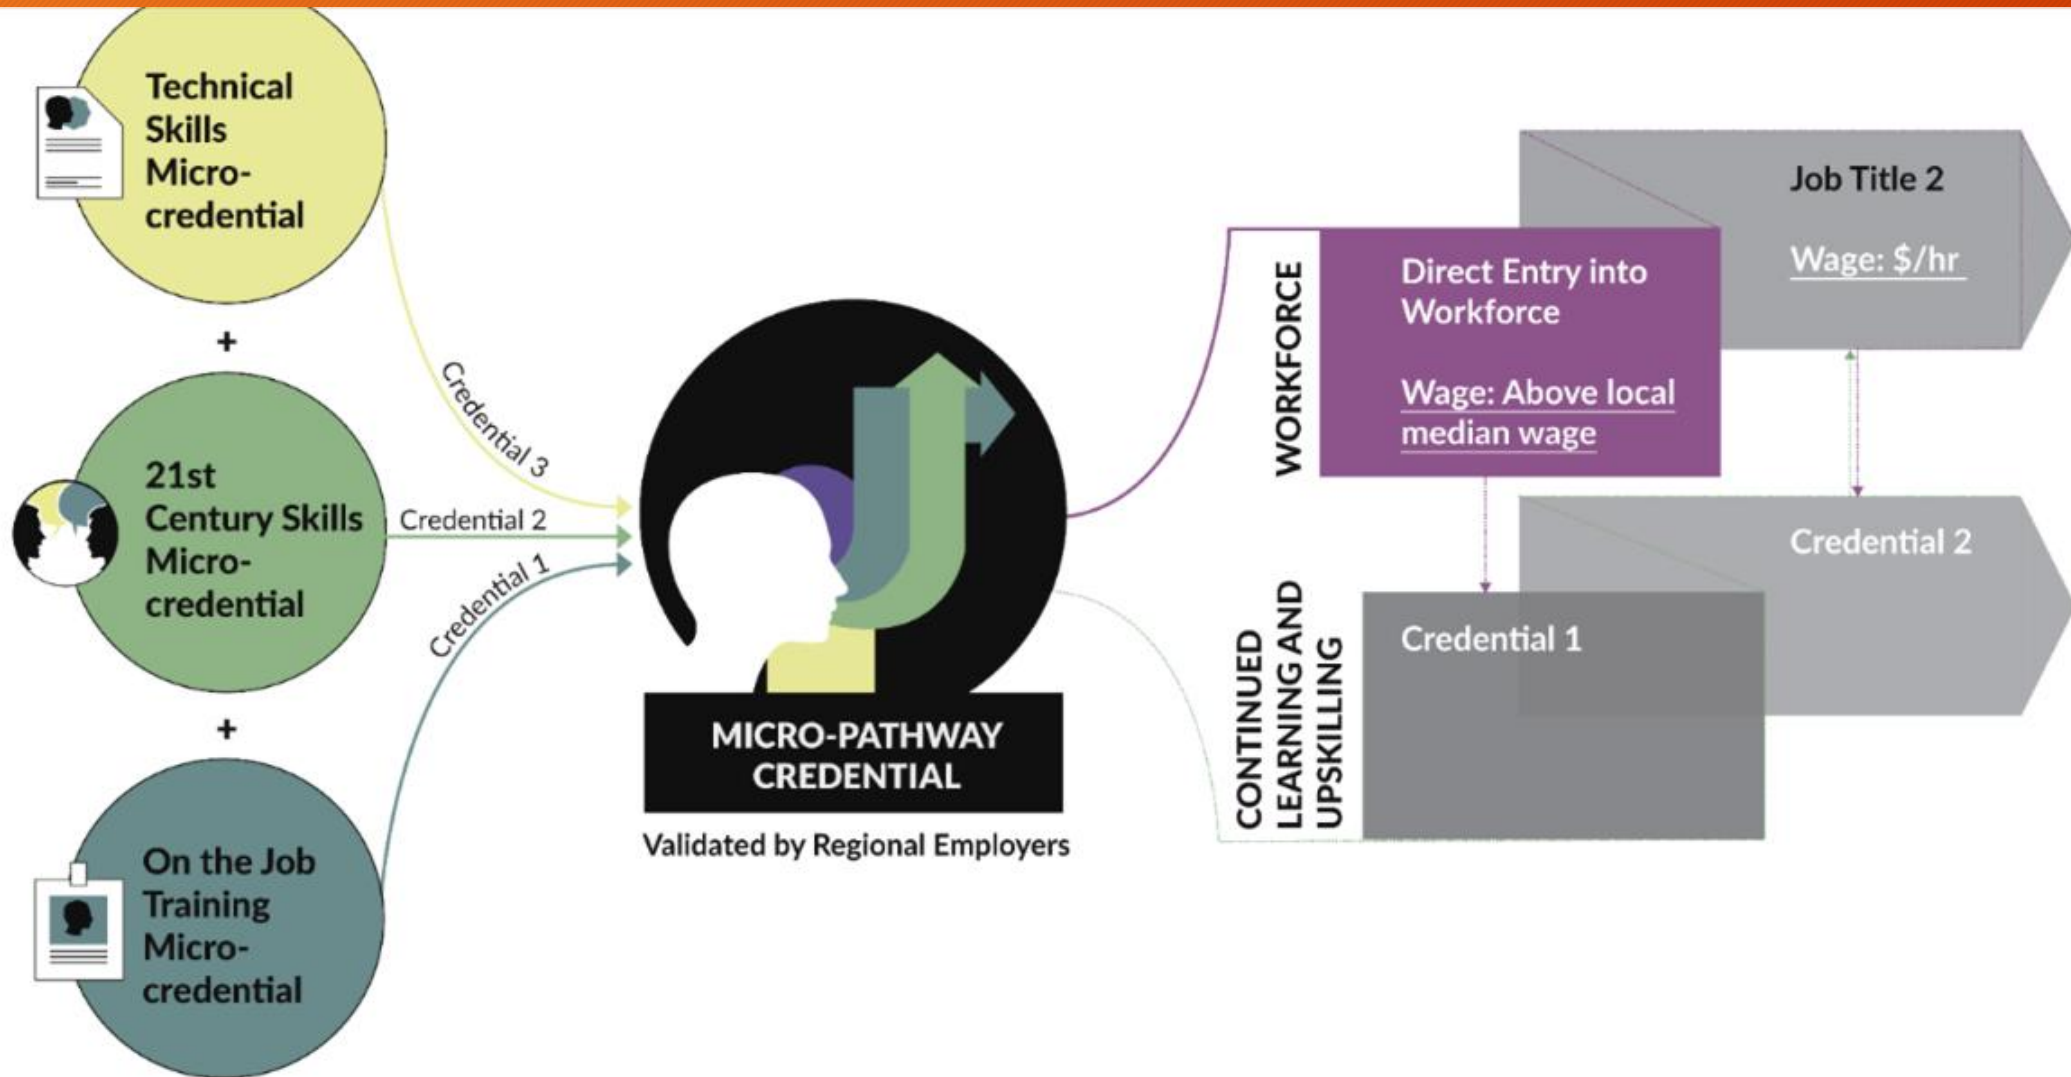 Technical
Skills
Micro-
credential
+
21st
Century Skills
Micro-
credential
+
On the Job
Training
Micro-
credential
Credential 3
Credential 2
Credential 1
MICRO-PATHWAY
CREDENTIAL
Validated by Regional Employers
WORKFORCE
Direct Entry into
Workforce
Wage: Above local
median wage
Job Title 2
Wage: $/hr
CONTINUED
LEARNING AND
UPSKILLING
Credential 1
Credential 2